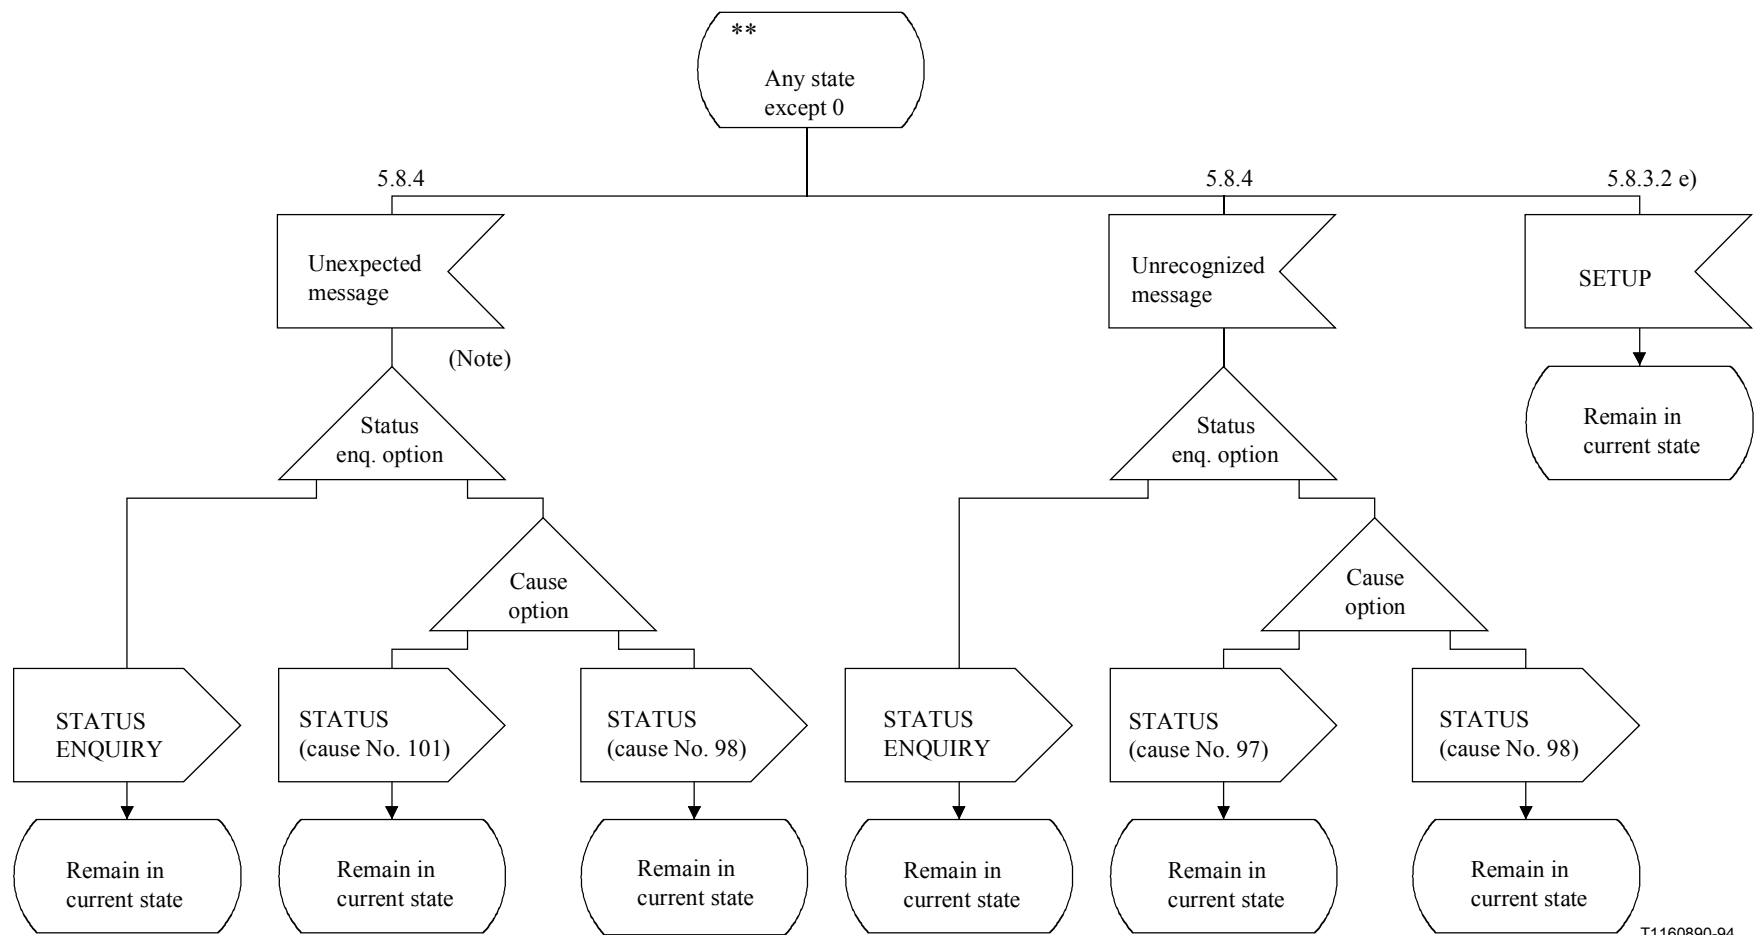 **
Any state
except 0
5.8.4
5.8.4
5.8.3.2 e)
Unexpected
message
Unrecognized
message
SETUP
(Note)
Status
enq. option
Status
enq. option
Remain in
current state
Cause
option
Cause
option
STATUS
ENQUIRY
STATUS
(cause No. 101)
STATUS
(cause No. 98)
STATUS
ENQUIRY
STATUS
(cause No. 97)
STATUS
(cause No. 98)
Remain in
current state
Remain in
current state
Remain in
current state
Remain in
current state
Remain in
current state
Remain in
current state
T1160890-94